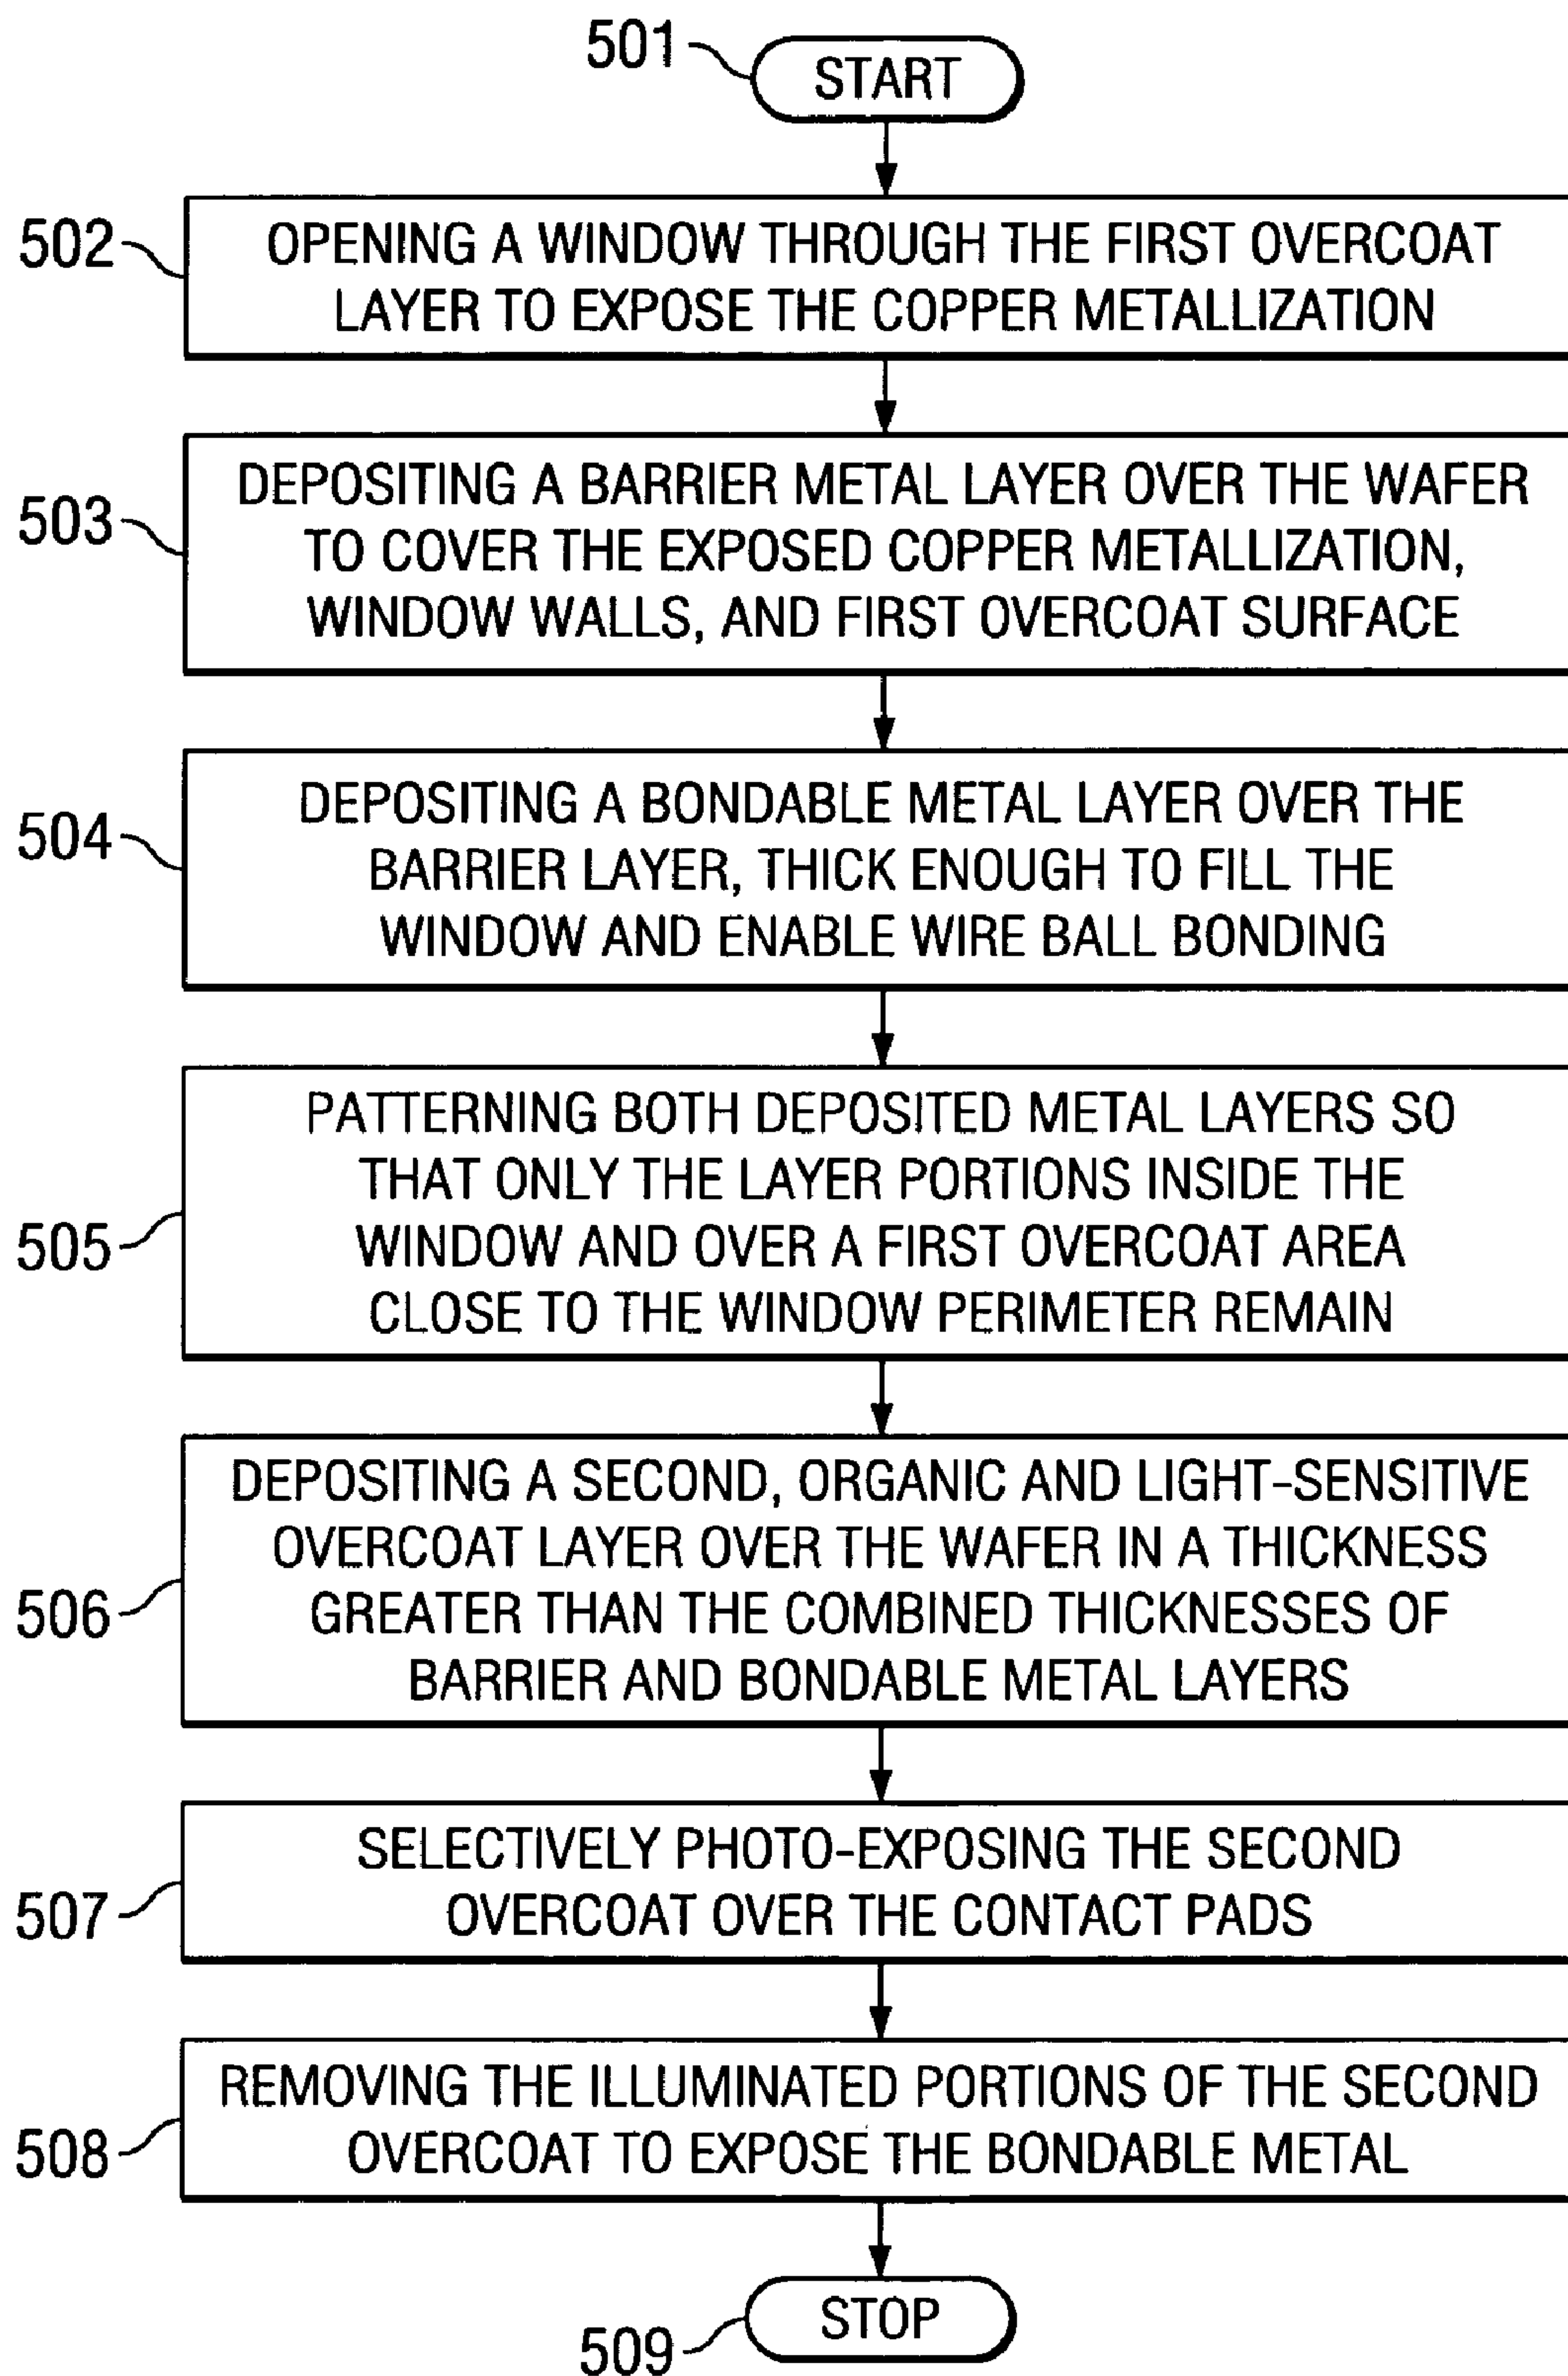 501
START
502
OPENING A WINDOW THROUGH THE FIRST OVERCOAT
LAYER TO EXPOSE THE COPPER METALLIZATION
503
DEPOSITING A BARRIER METAL LAYER OVER THE WAFER
TO COVER THE EXPOSED COPPER METALLIZATION,
WINDOW WALLS, AND FIRST OVERCOAT SURFACE
504
DEPOSITING A BONDABLE METAL LAYER OVER THE
BARRIER LAYER, THICK ENOUGH TO FILL THE
WINDOW AND ENABLE WIRE BALL BONDING
505
PATTERNING BOTH DEPOSITED METAL LAYERS SO
THAT ONLY THE LAYER PORTIONS INSIDE THE
WINDOW AND OVER A FIRST OVERCOAT AREA
CLOSE TO THE WINDOW PERIMETER REMAIN
506
DEPOSITING A SECOND, ORGANIC AND LIGHT-SENSITIVE
OVERCOAT LAYER OVER THE WAFER IN A THICKNESS
GREATER THAN THE COMBINED THICKNESSES OF
BARRIER AND BONDABLE METAL LAYERS
507
SELECTIVELY PHOTO-EXPOSING THE SECOND
OVERCOAT OVER THE CONTACT PADS
508
REMOVING THE ILLUMINATED PORTIONS OF THE SECOND
OVERCOAT TO EXPOSE THE BONDABLE METAL
509
STOP